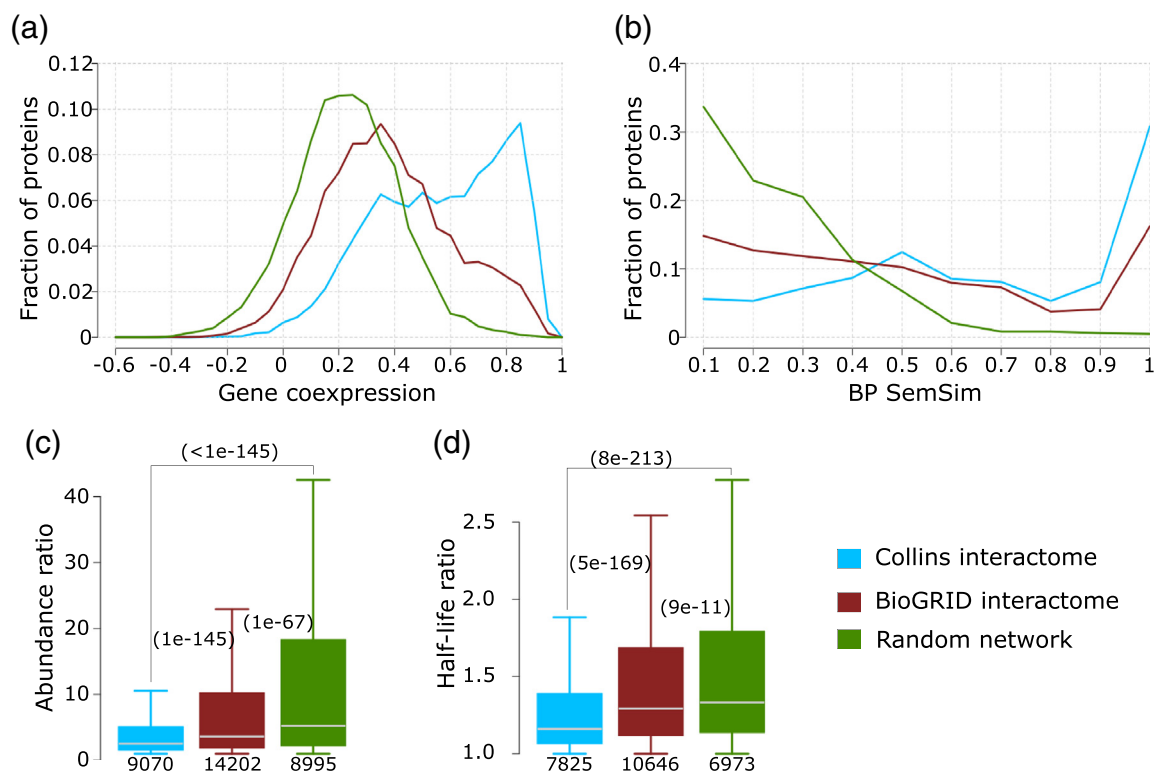 (a)
(b)
Fraction of proteins
0.12
0.10
0.08
0.06
0.04
0.02
0
-0.6 -0.4 -0.2 0 0.2 0.4 0.6 0.8 1
Gene coexpression
Fraction of proteins
0.4
0.3
0.3
0.1
0
0.1 0.2 0.3 0.4 0.5 0.6 0.7 0.8 0.9 1
BP SemSim
(c)
(<1e-145)
Abundance ratio
40
30
20
10
0
(1e-145)
(1e-67)
9070 14202 8995
(d)
(8e-213)
Half-life ratio
2.5
2.0
1.5
1.0
(5e-169)
(9e-11)
7825 10646 6973
Collins interactome
BioGRID interactome
Random network